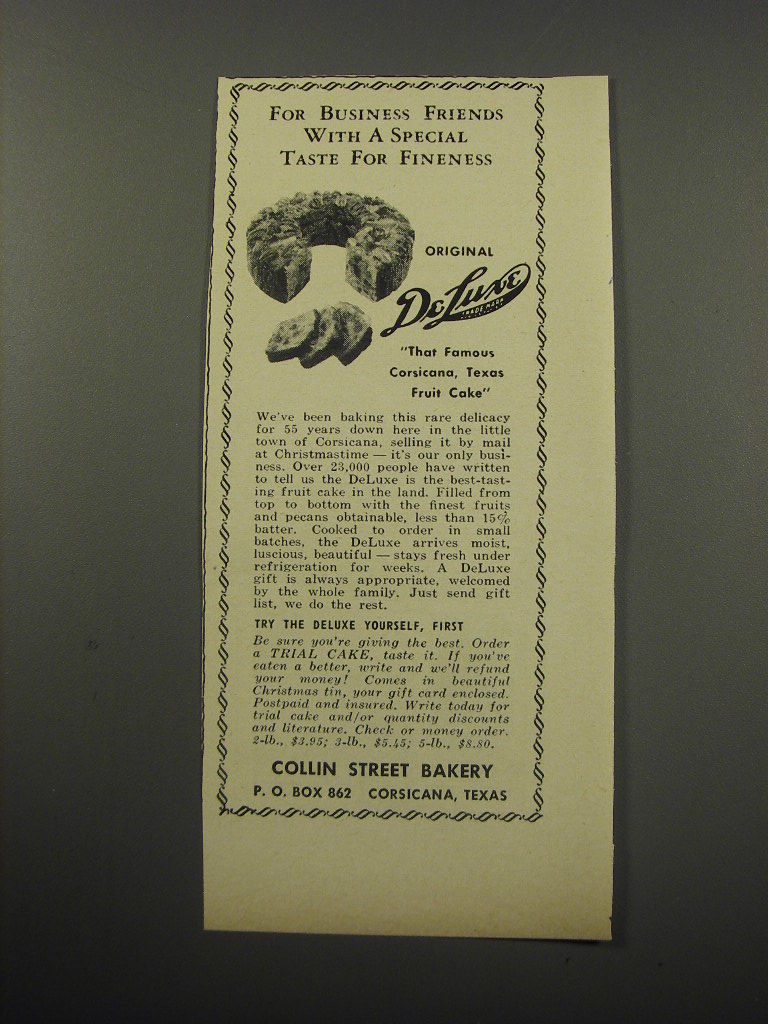 FOR BUSINESS FRIENDS
WITH A SPECIAL
TASTE FOR FINENESS
ORIGINAL
DeLuxe
TRADE MARK
"That Famous
Corsicana, Texas
Fruit Cake"
We've been baking this rare delicacy
for 55 years down here in the little
town of Corsicana, selling it by mail
at Christmastime — it's our only busi-
ness. Over 23,000 people have written
to tell us the DeLuxe is the best-tast-
ing fruit cake in the land. Filled from
top to bottom with the finest fruits
and pecans obtainable, less than 15%
batter. Cooked to order in small
batches, the DeLuxe arrives moist,
luscious, beautiful — stays fresh under
refrigeration for weeks. A DeLuxe
gift is always appropriate, welcomed
by the whole family. Just send gift
list, we do the rest.
TRY THE DELUXE YOURSELF, FIRST
Be sure you're giving the best. Order
a TRIAL CAKE, taste it. If you've
eaten a better, write and we'll refund
your money! Comes in beautiful
Christmas tin, your gift card enclosed.
Postpaid and insured. Write today for
trial cake and/or quantity discounts
and literature. Check or money order.
2-lb., $3.95; 3-lb., $5.45; 5-lb., $8.80.
COLLIN STREET BAKERY
P. O. BOX 862 CORSICANA, TEXAS